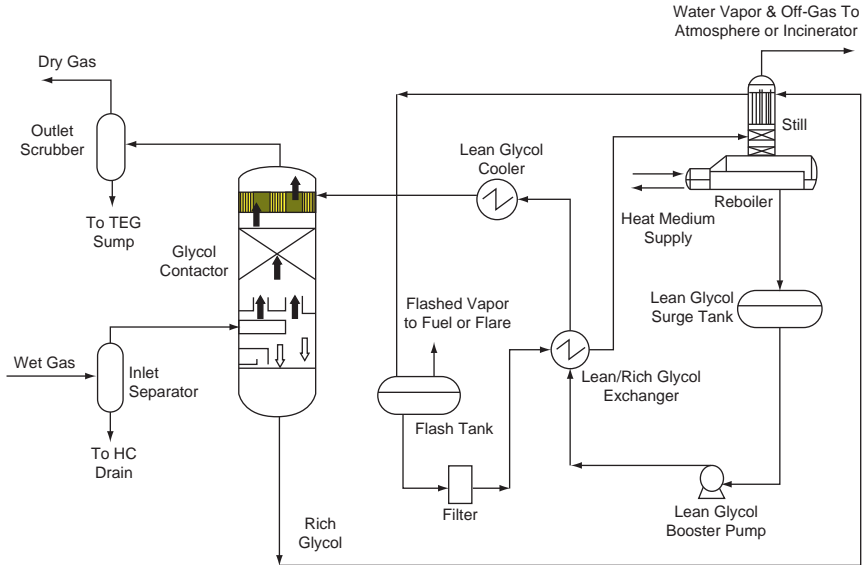 Water Vapor & Off-Gas To
Atmosphere or Incinerator
Dry Gas
Outlet
Scrubber
Still
Lean Glycol
Cooler
Reboiler
To TEG
Sump
Heat Medium
Supply
Glycol
Contactor
Lean Glycol
Surge Tank
Flashed Vapor
to Fuel or Flare
Wet Gas
Inlet
Separator
Lean/Rich Glycol
Exchanger
Flash Tank
To HC
Drain
Filter
Lean Glycol
Booster Pump
Rich
Glycol